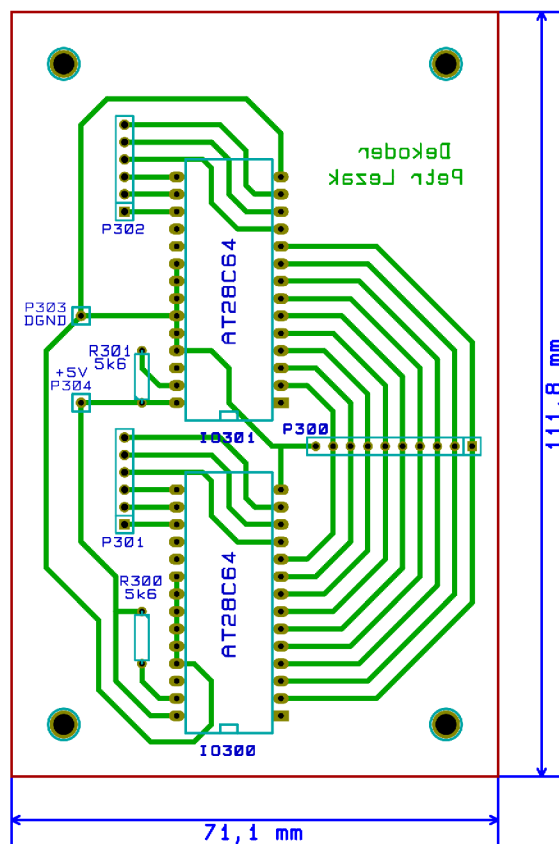 Dekoder
Petr Lezak
P302
AT28C64
P303
DGND
R301
5k6
+5V
P304
IO301
P300
111,8 mm
P301
AT28C64
R300
5k6
IO300
71,1 mm